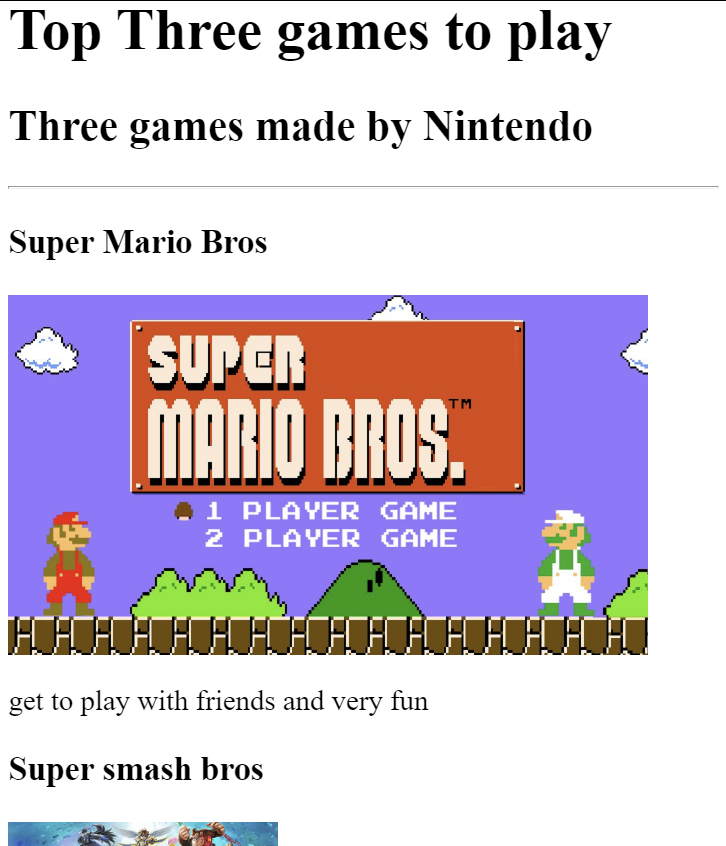 Top Three games to play
Three games made by Nintendo
Super Mario Bros
SUPER
MARIO BROS.™
1 PLAYER GAME
2 PLAYER GAME
get to play with friends and very fun
Super smash bros